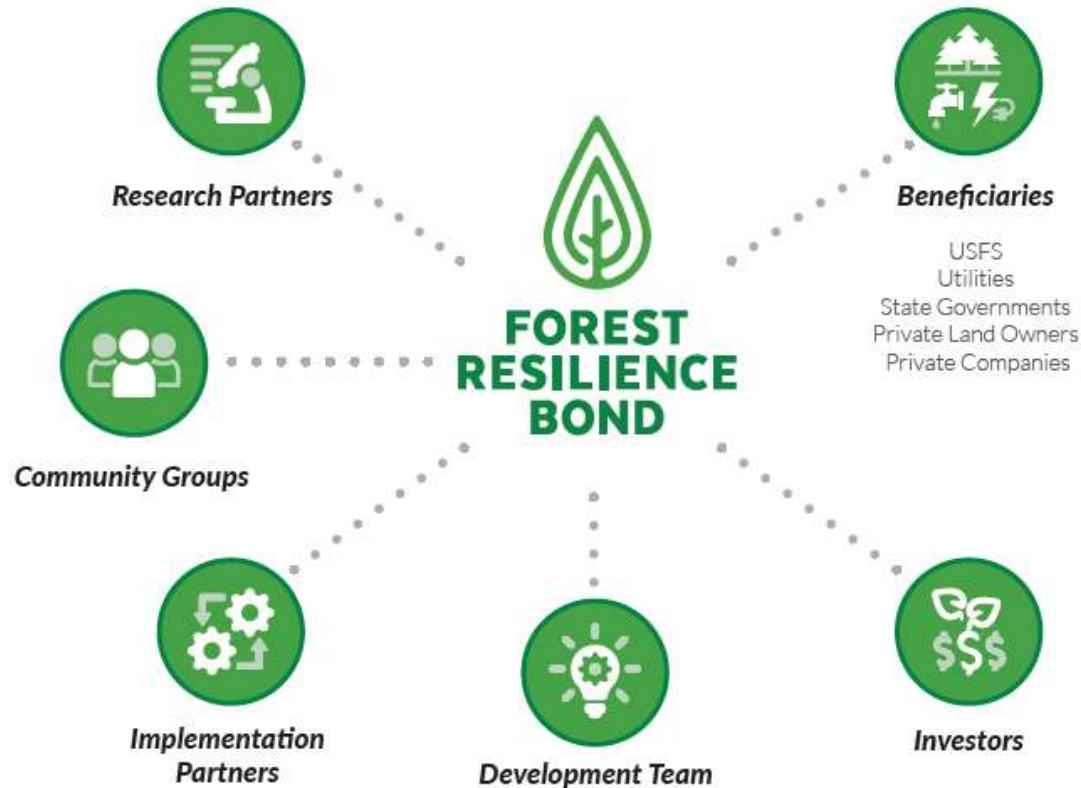 Research Partners
Beneficiaries
USFS
Utilities
State Governments
Private Land Owners
Private Companies
FOREST
RESILIENCE
BOND
Community Groups
Implementation
Partners
Development Team
Investors